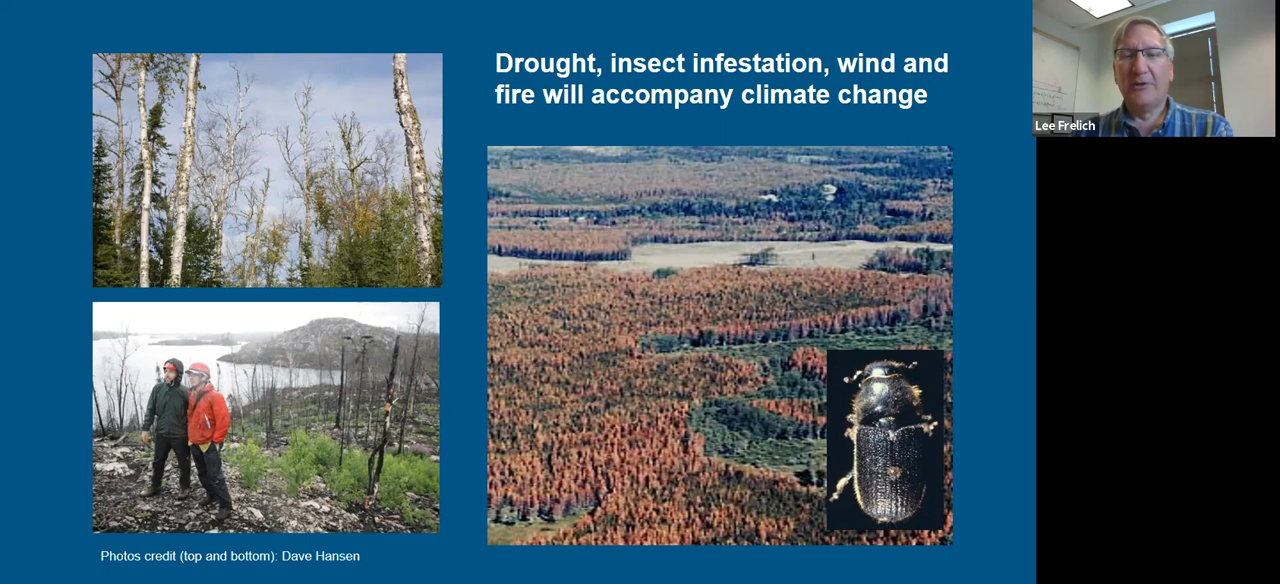 Drought, insect infestation, wind and
fire will accompany climate change
Lee Frelich
Photos credit (top and bottom): Dave Hansen